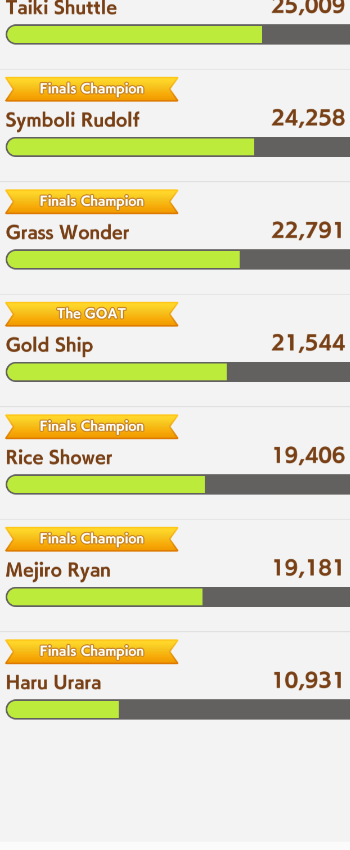 Taiki Shuttle 25,009
Finals Champion
Symboli Rudolf 24,258
Finals Champion
Grass Wonder 22,791
The GOAT
Gold Ship 21,544
Finals Champion
Rice Shower 19,406
Finals Champion
Mejiro Ryan 19,181
Finals Champion
Haru Urara 10,931